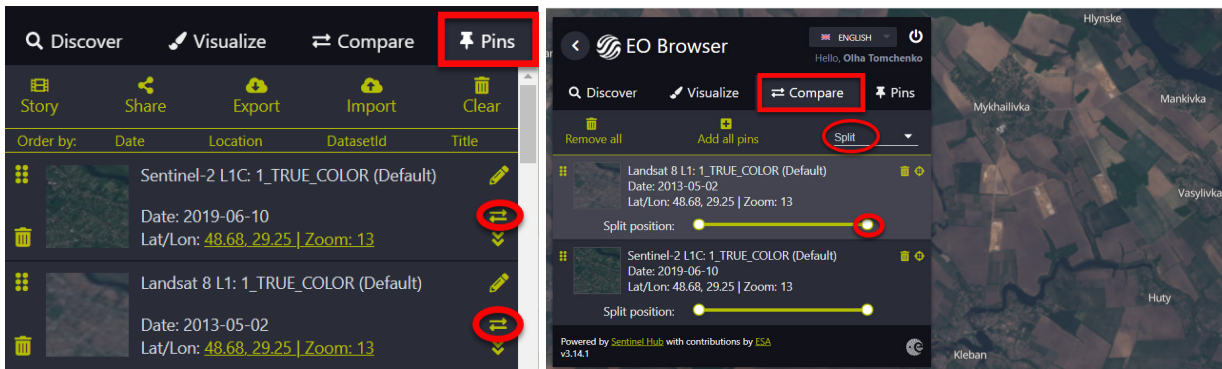 Discover Visualize Compare Pins
Story Share Export Import Clear
Order by: Date Location DatasetId Title
Sentinel-2 L1C: 1_TRUE_COLOR (Default)
Date: 2019-06-10
Lat/Lon: 48.68, 29.25 | Zoom: 13
Landsat 8 L1: 1_TRUE_COLOR (Default)
Date: 2013-05-02
Lat/Lon: 48.68, 29.25 | Zoom: 13
EO Browser
ENGLISH
Hello, Olha Tomchenko
Discover Visualize Compare Pins
Remove all Add all pins Split
Landsat 8 L1: 1_TRUE_COLOR (Default)
Date: 2013-05-02
Lat/Lon: 48.68, 29.25 | Zoom: 13
Split position:
Sentinel-2 L1C: 1_TRUE_COLOR (Default)
Date: 2019-06-10
Lat/Lon: 48.68, 29.25 | Zoom: 13
Split position:
Powered by Sentinel Hub with contributions by ESA
v3.14.1
Hlynske
Mykhailivka
Mankivka
Vasylivka
Huty
Kleban